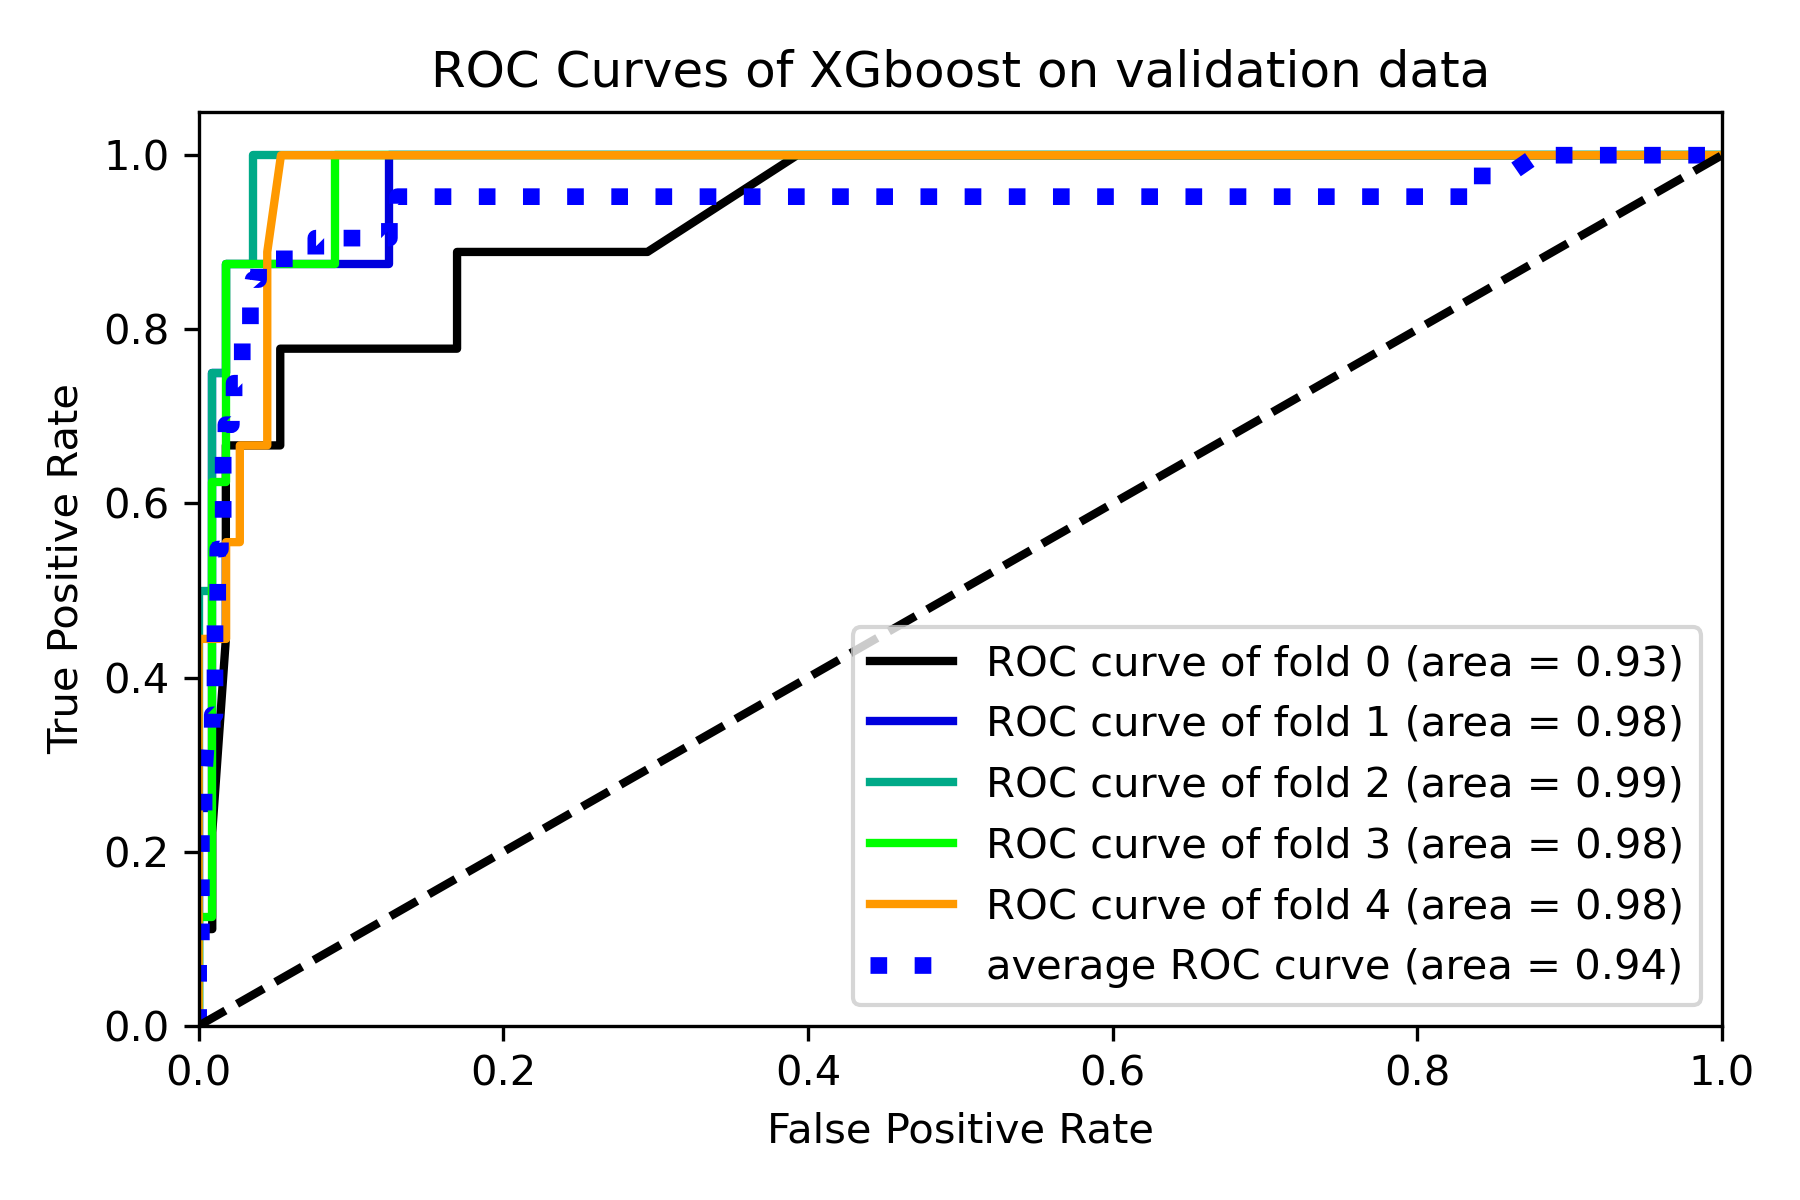 ROC Curves of XGboost on validation data
1.0
0.8
0.6
0.4
0.2
0.0
True Positive Rate
ROC curve of fold 0 (area = 0.93)
ROC curve of fold 1 (area = 0.98)
ROC curve of fold 2 (area = 0.99)
ROC curve of fold 3 (area = 0.98)
ROC curve of fold 4 (area = 0.98)
average ROC curve (area = 0.94)
0.0 0.2 0.4 0.6 0.8 1.0
False Positive Rate